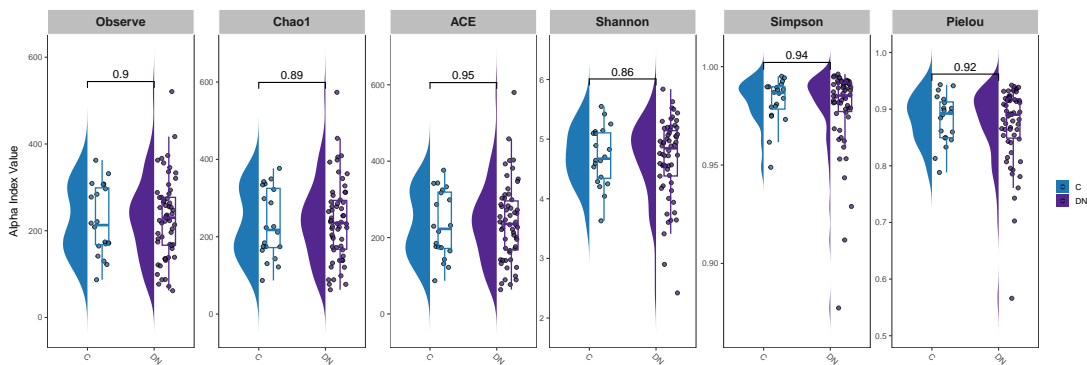 Observe
Chao1
ACE
Shannon
Simpson
Pielou
Alpha Index Value
600
400
200
0
0.9
C
DN
600
400
200
0
0.89
C
DN
600
400
200
0
0.95
C
DN
6
5
4
3
2
0.86
C
DN
1.00
0.95
0.90
0.94
C
DN
1.0
0.9
0.8
0.7
0.6
0.5
0.92
C
DN
C
DN